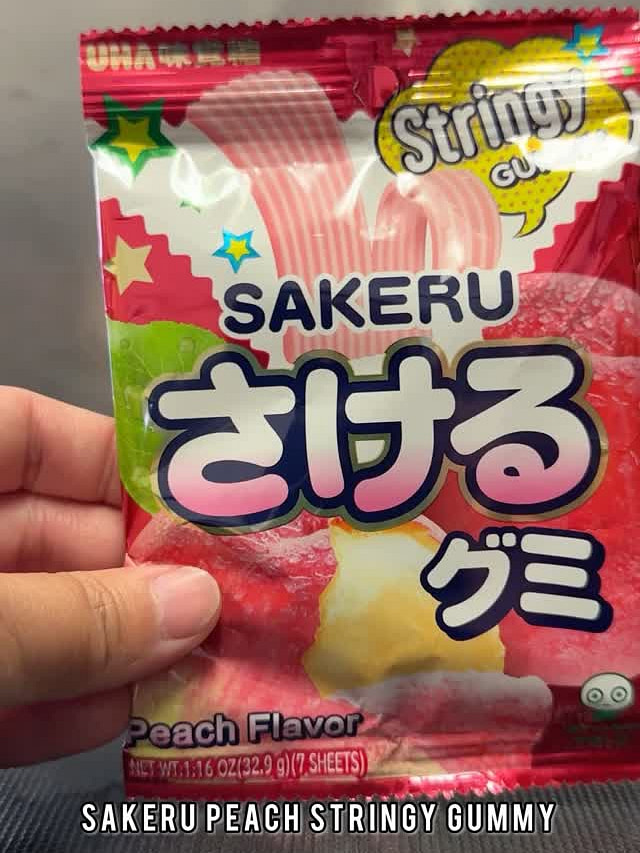 UHA味覚糖
Stringy
SAKERU
さける
グミ
Peach Flavor
NET WT.1:16 OZ(32.9 g)(7 SHEETS)
SAKERU PEACH STRINGY GUMMY